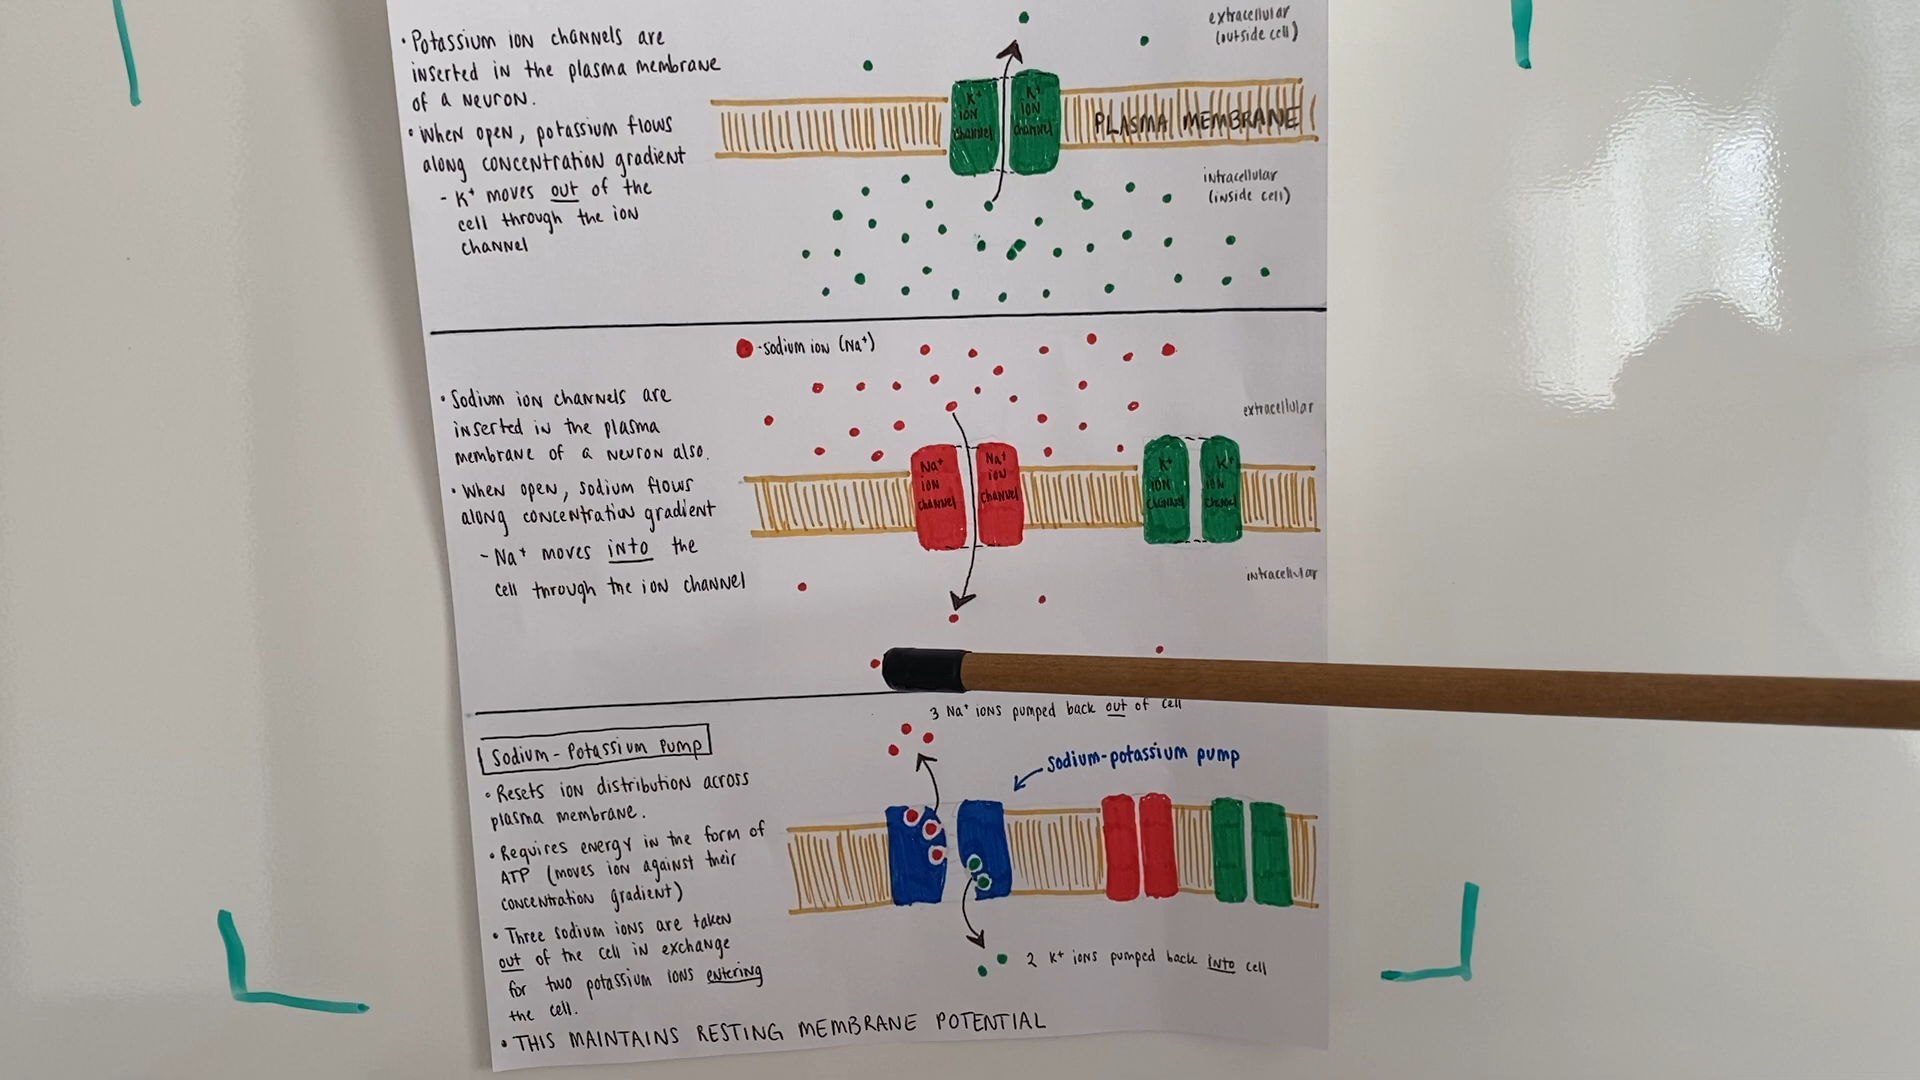 • Potassium ion channels are
inserted in the plasma membrane
of a neuron.
• When open, potassium flows
along concentration gradient
- K⁺ moves out of the
cell through the ion
channel
extracellular
(outside cell)
K⁺
ion
channel
K⁺
ion
channel
PLASMA MEMBRANE
intracellular
(inside cell)
- sodium ion (Na⁺)
• Sodium ion channels are
inserted in the plasma
membrane of a neuron also.
• When open, sodium flows
along concentration gradient
- Na⁺ moves into the
cell through the ion channel
extracellular
Na⁺
ion
channel
Na⁺
ion
channel
K⁺
ion
channel
K⁺
ion
channel
intracellular
Sodium-Potassium Pump
• Resets ion distribution across
plasma membrane.
• Requires energy in the form of
ATP (moves ion against their
concentration gradient)
• Three sodium ions are taken
out of the cell in exchange
for two potassium ions entering
the cell.
• THIS MAINTAINS RESTING MEMBRANE POTENTIAL
3 Na⁺ ions pumped back out of cell
sodium-potassium pump
2 K⁺ ions pumped back into cell